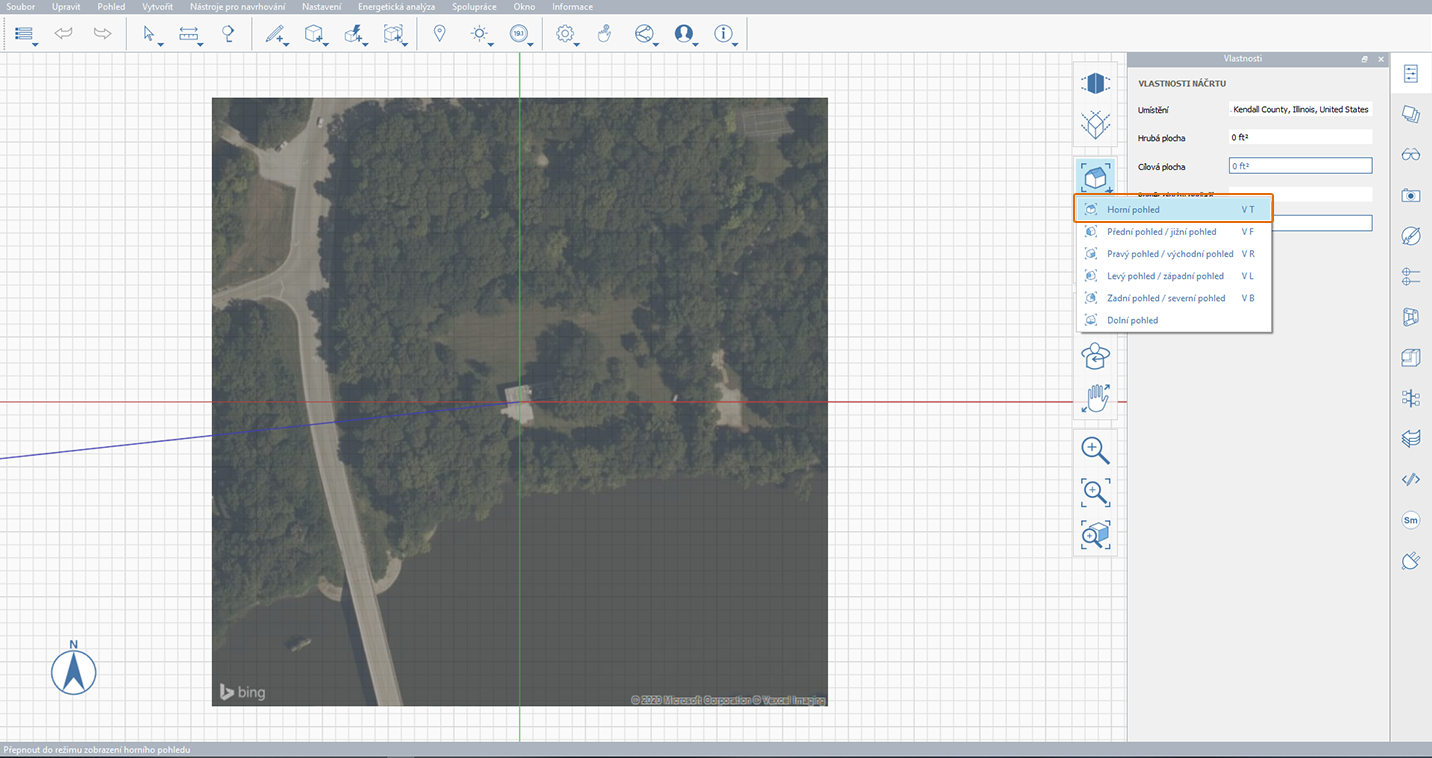 Soubor Upravit Pohled Vytvořit Nástroje pro navrhování Nastavení Energetická analýza Spolupráce Okno Informace
19.1
Vlastnosti
VLASTNOSTI NÁČRTU
Umístění Kendall County, Illinois, United States
Hrubá plocha 0 ft²
Cílová plocha 0 ft²
Horní pohled V T
Přední pohled / jižní pohled V F
Pravý pohled / východní pohled V R
Levý pohled / západní pohled V L
Zadní pohled / severní pohled V B
Dolní pohled
Sm
N
bing
© 2020 Microsoft Corporation © Vexcel Imaging
Přepnout do režimu zobrazení horního pohledu